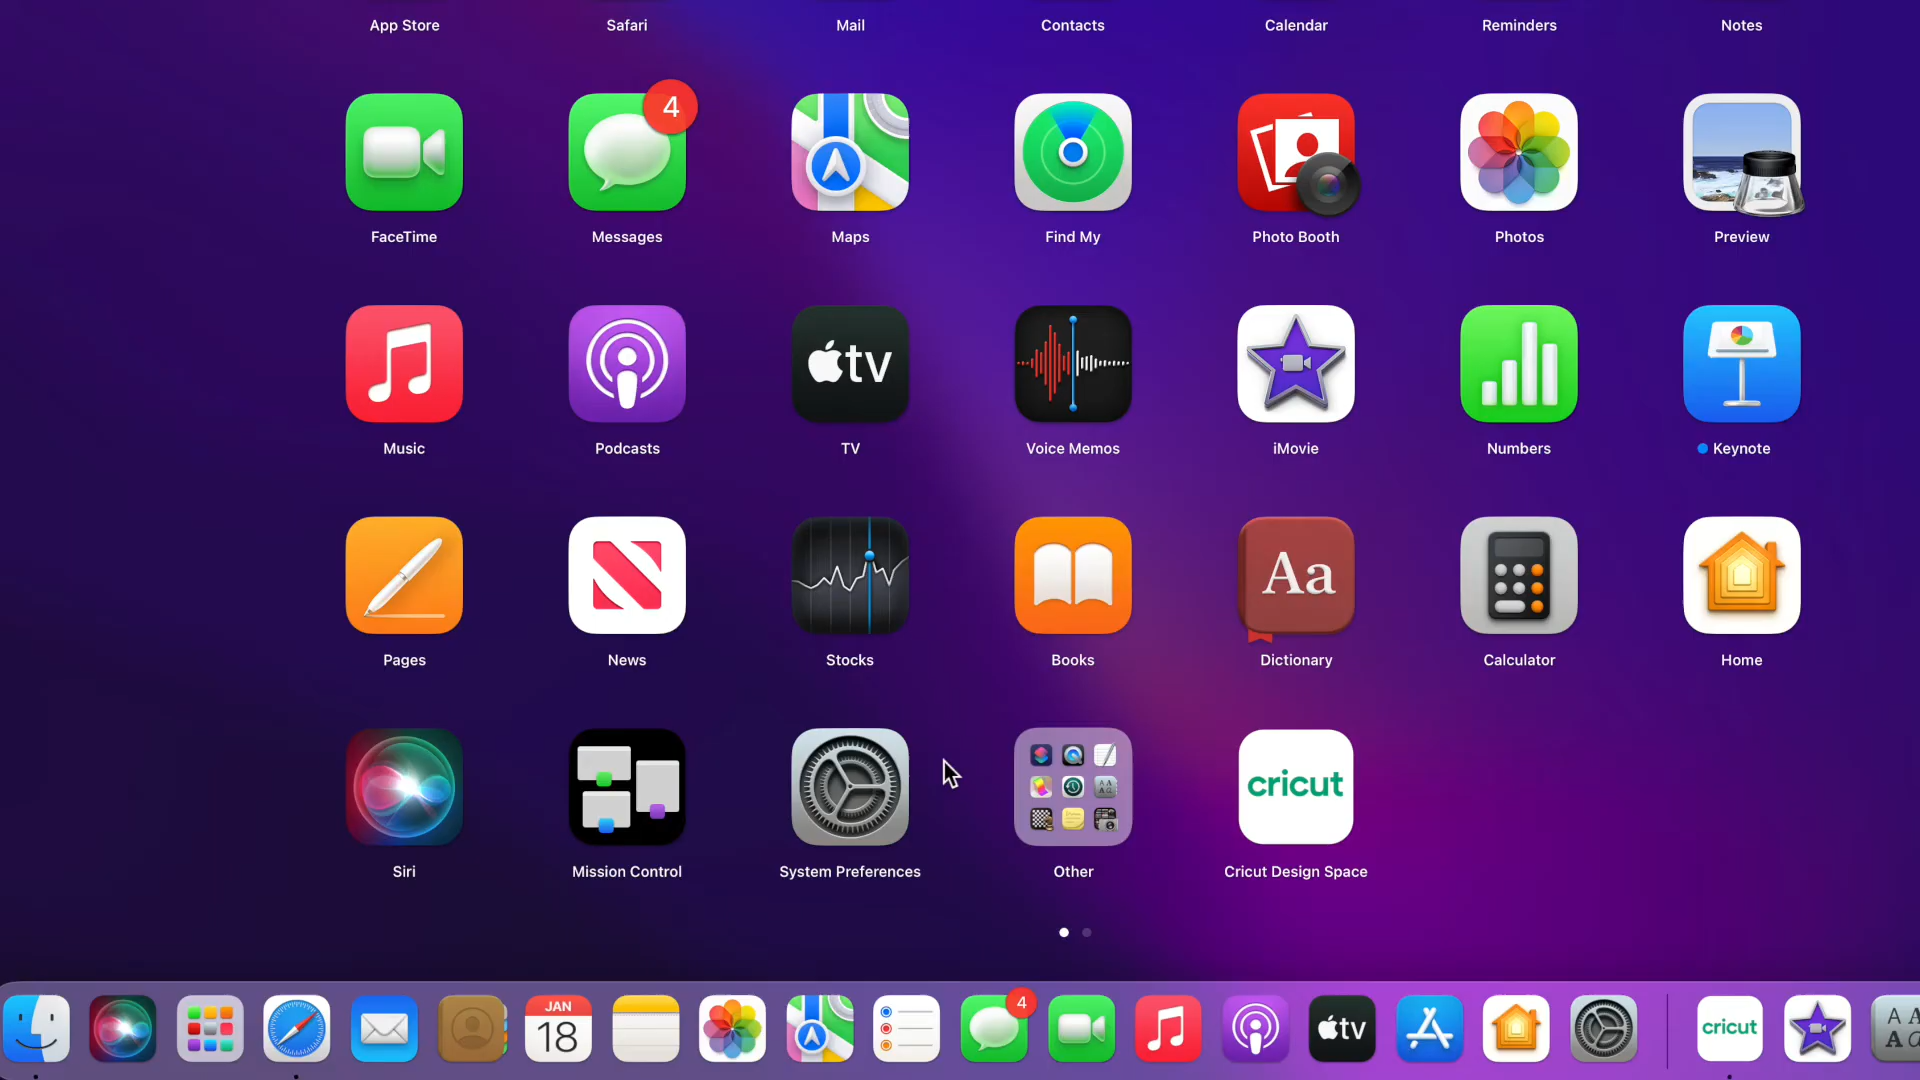 App Store Safari Mail Contacts Calendar Reminders Notes
4
FaceTime Messages Maps Find My Photo Booth Photos Preview
tv
Music Podcasts TV Voice Memos iMovie Numbers Keynote
Aa
Pages News Stocks Books Dictionary Calculator Home
cricut
Siri Mission Control System Preferences Other Cricut Design Space
JAN
18
4
tv
cricut